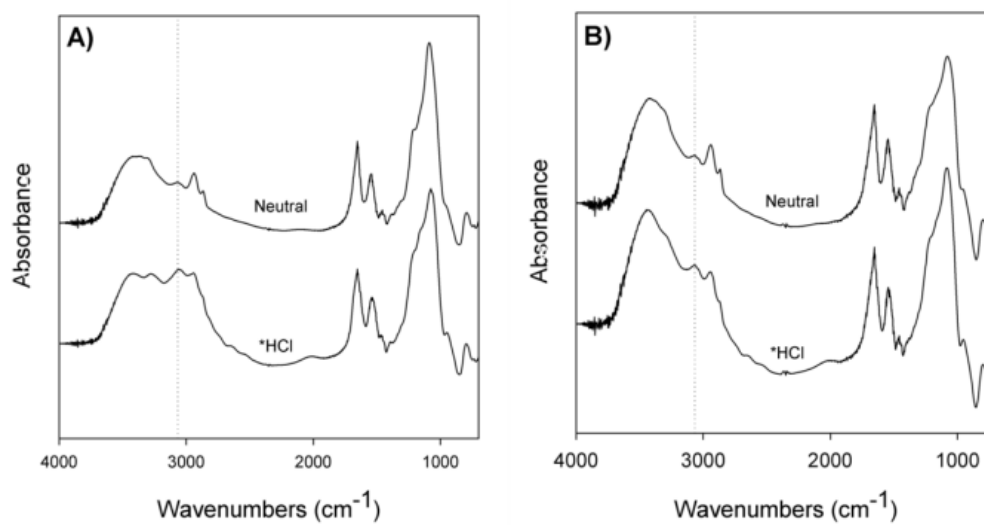 A)
Absorbance
Neutral
*HCl
4000 3000 2000 1000
Wavenumbers (cm⁻¹)
B)
Absorbance
Neutral
*HCl
4000 3000 2000 1000
Wavenumbers (cm⁻¹)